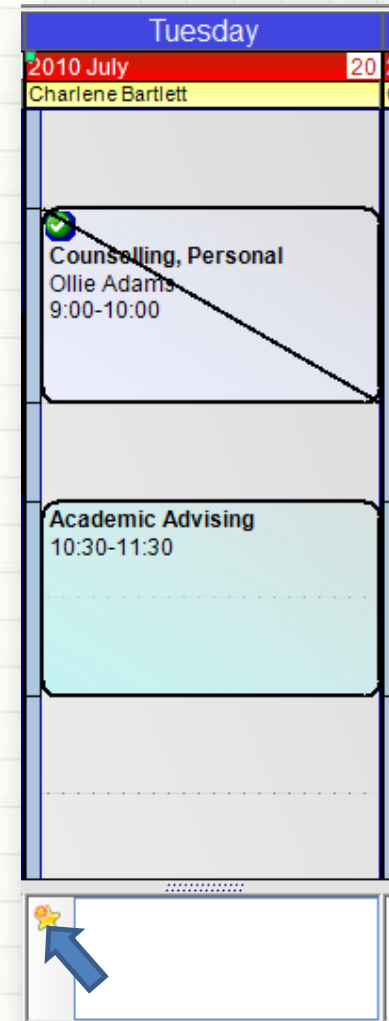 Tuesday
2010 July 20
Charlene Bartlett
Counselling, Personal
Ollie Adams
9:00-10:00
Academic Advising
10:30-11:30